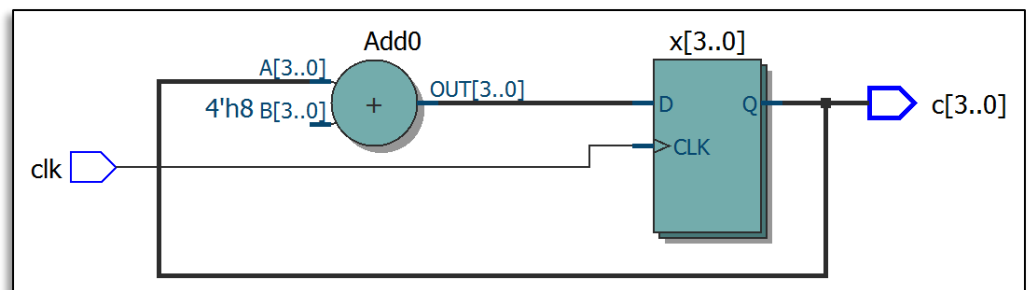 Add0
x[3..0]
A[3..0]
OUT[3..0]
4'h8 B[3..0]
+
D
Q
c[3..0]
CLK
clk